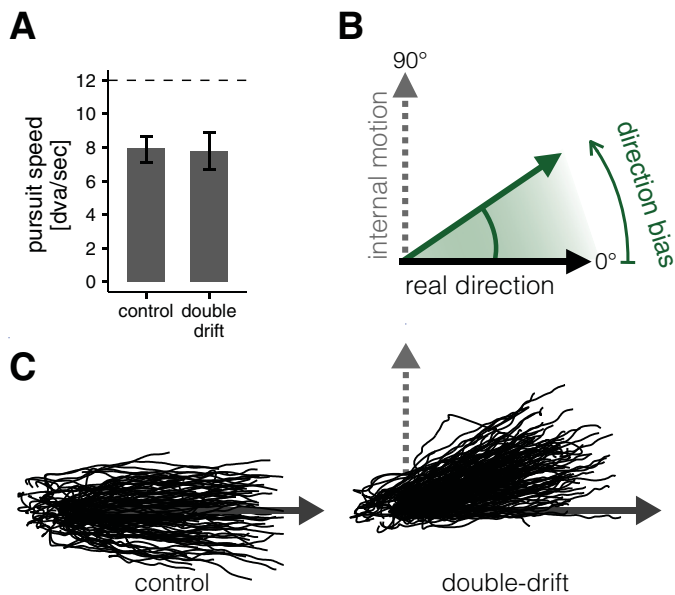 A
pursuit speed
[dva/sec]
12
10
8
6
4
2
0
control
double
drift
B
90°
internal motion
direction bias
0°
real direction
C
control
double-drift